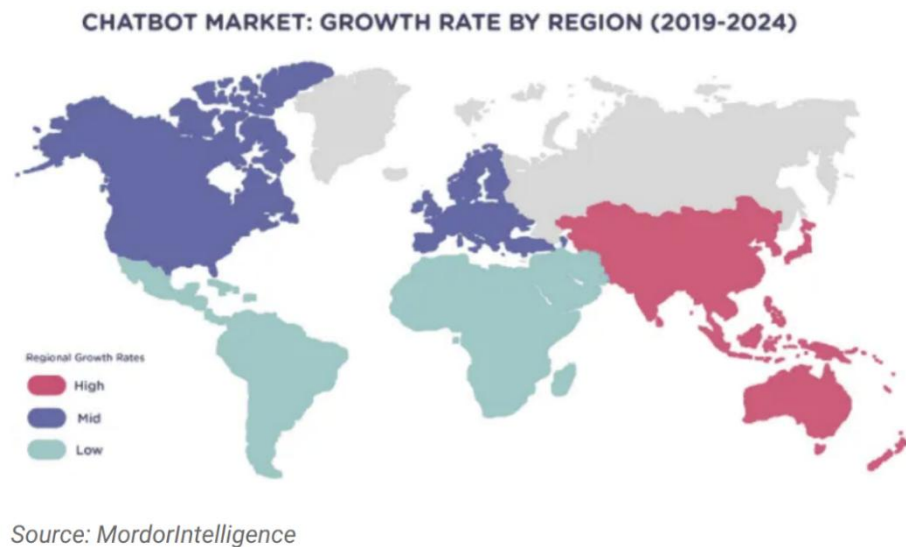 CHATBOT MARKET: GROWTH RATE BY REGION (2019-2024)
Regional Growth Rates
High
Mid
Low
Source: MordorIntelligence